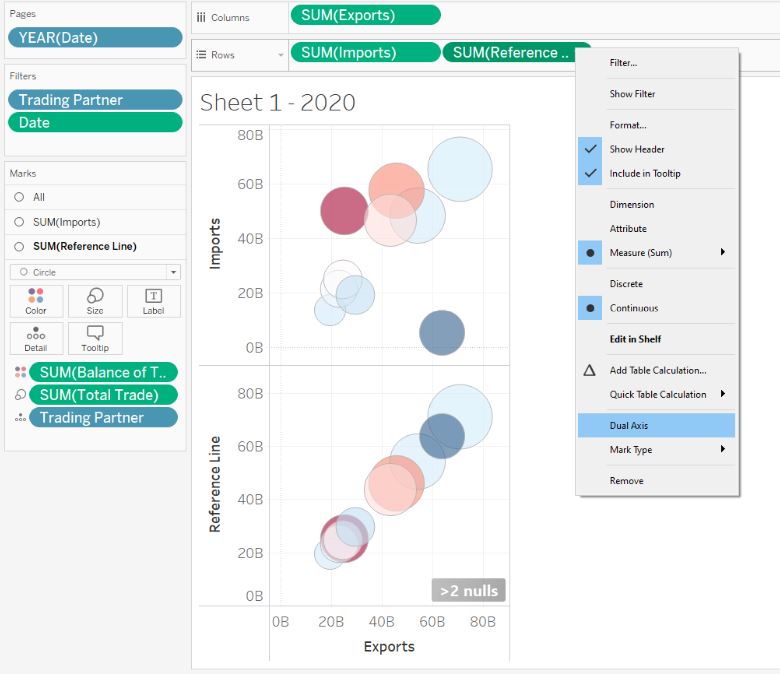 Pages
YEAR(Date)
Filters
Trading Partner
Date
Marks
All
SUM(Imports)
SUM(Reference Line)
Circle
Color
Size
Label
Detail
Tooltip
SUM(Balance of T..
SUM(Total Trade)
Trading Partner
Columns
SUM(Exports)
Rows
SUM(Imports)
SUM(Reference ..
Sheet 1 - 2020
80B
60B
40B
20B
0B
Imports
80B
60B
40B
20B
0B
Reference Line
>2 nulls
0B 20B 40B 60B 80B
Exports
Filter...
Show Filter
Format...
Show Header
Include in Tooltip
Dimension
Attribute
Measure (Sum)
Discrete
Continuous
Edit in Shelf
Add Table Calculation...
Quick Table Calculation
Dual Axis
Mark Type
Remove